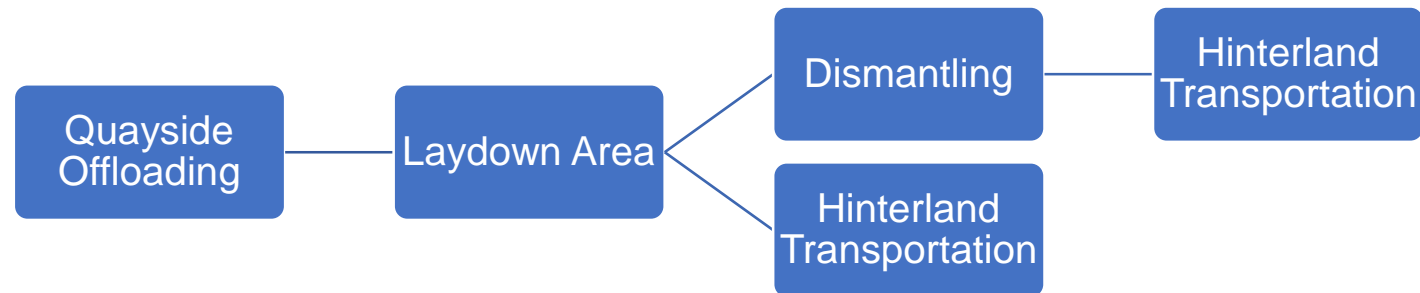 Quayside
Offloading
Laydown Area
Dismantling
Hinterland
Transportation
Hinterland
Transportation